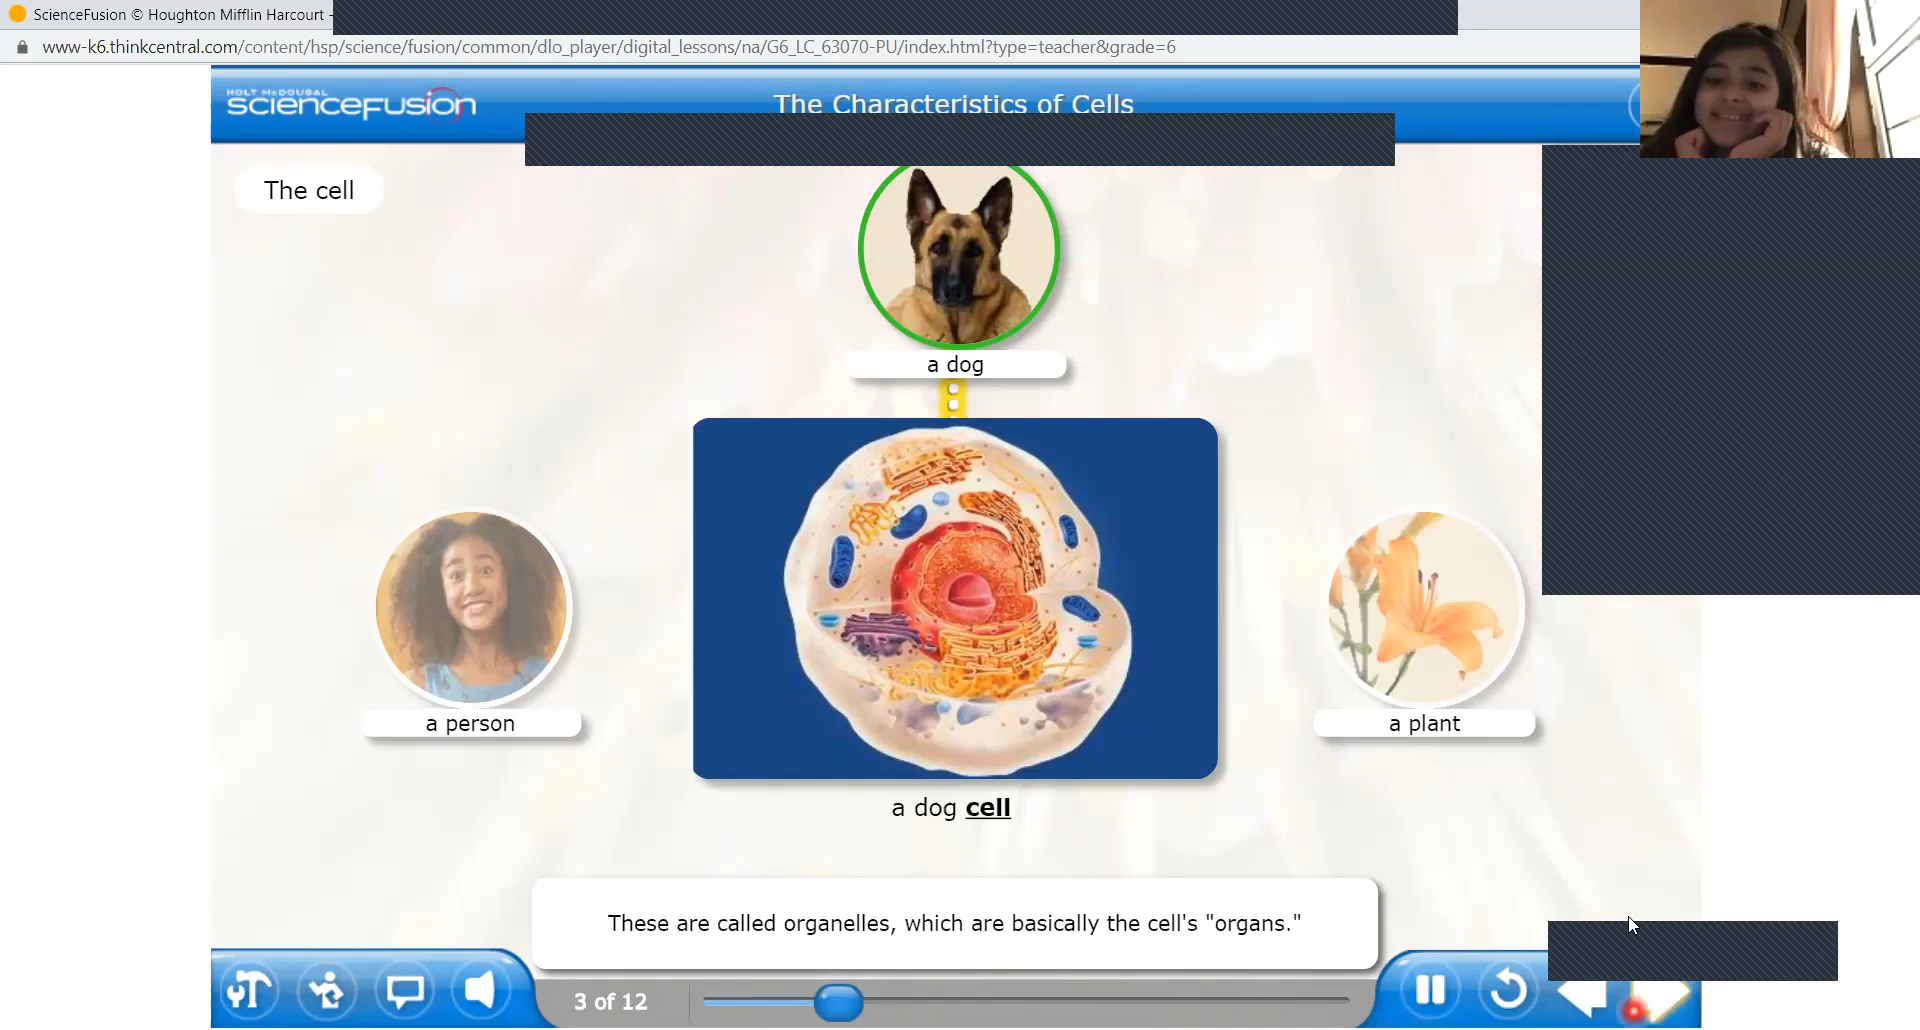 ScienceFusion © Houghton Mifflin Harcourt -
www-k6.thinkcentral.com/content/hsp/science/fusion/common/dlo_player/digital_lessons/na/G6_LC_63070-PU/index.html?type=teacher&grade=6
HOLT McDOUGAL
SCIENCEFUSION
The Characteristics of Cells
The cell
a dog
a person
a plant
a dog cell
These are called organelles, which are basically the cell's "organs."
3 of 12